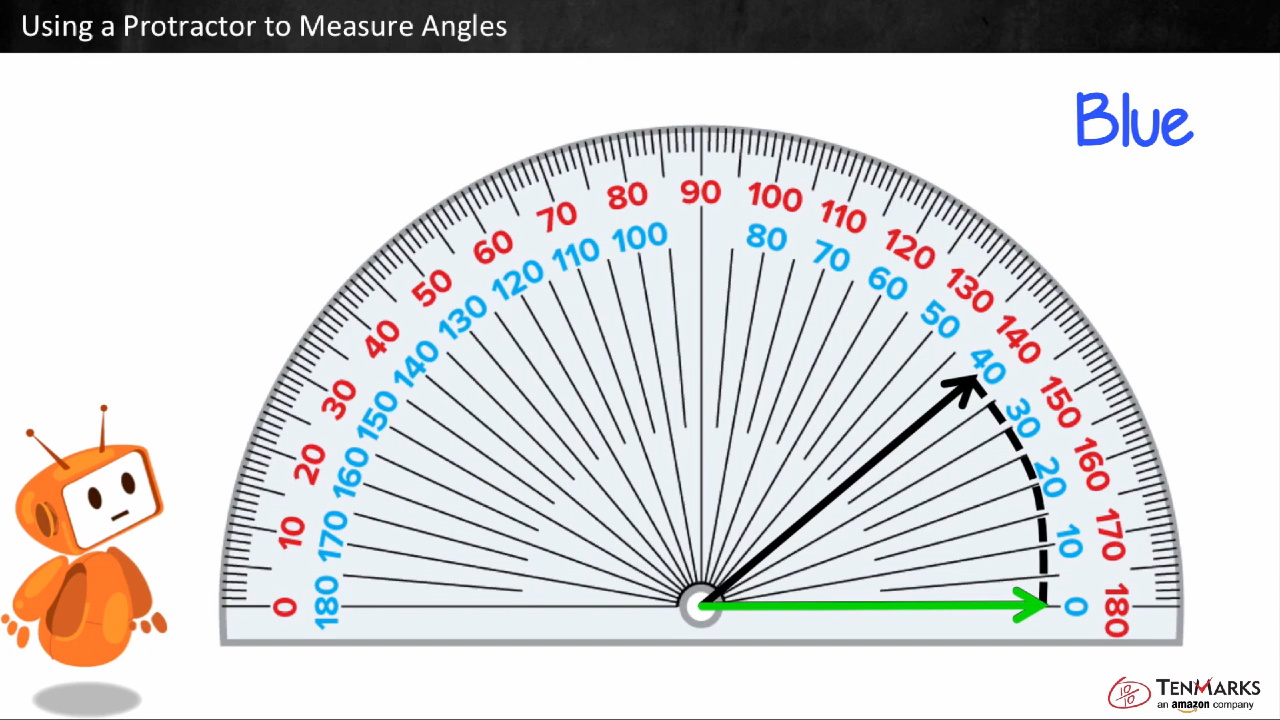 Using a Protractor to Measure Angles
Blue
0 10 20 30 40 50 60 70 80 90 100 110 120 130 140 150 160 170 180
180 170 160 150 140 130 120 110 100 80 70 60 50 40 30 20 10 0
10/10 TENMARKS
an amazon company